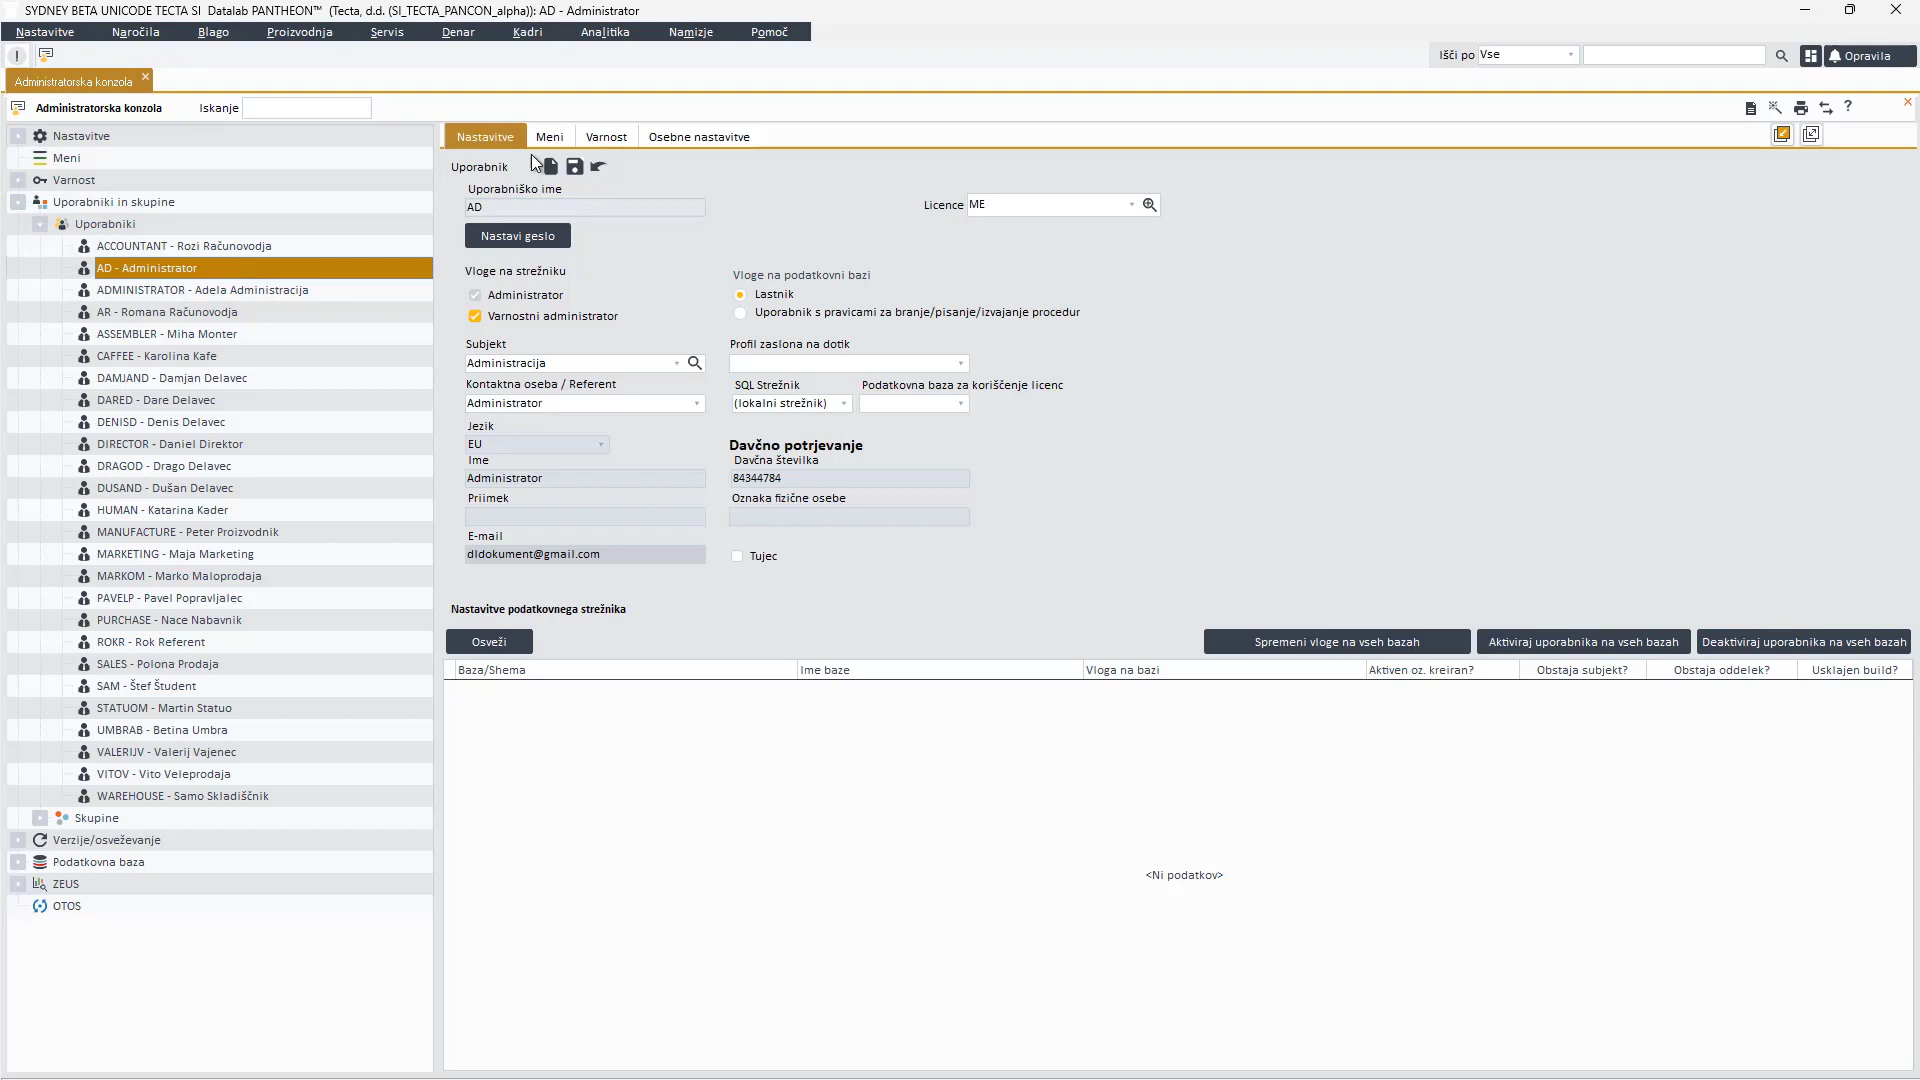 SYDNEY BETA UNICODE TECTA SI Datalab PANTHEON™ (Tecta, d.d. (SI_TECTA_PANCON_alpha)): AD - Administrator
Nastavitve Naročila Blago Proizvodnja Servis Denar Kadri Analitika Namizje Pomoč
Išči po Vse Opravila
Administratorska konzola
Administratorska konzola Iskanje
Nastavitve
Meni
Varnost
Uporabniki in skupine
Uporabniki
ACCOUNTANT - Rozi Računovodja
AD - Administrator
ADMINISTRATOR - Adela Administracija
AR - Romana Računovodja
ASSEMBLER - Miha Monter
CAFFEE - Karolina Kafe
DAMJAND - Damjan Delavec
DARED - Dare Delavec
DENISD - Denis Delavec
DIRECTOR - Daniel Direktor
DRAGOD - Drago Delavec
DUSAND - Dušan Delavec
HUMAN - Katarina Kader
MANUFACTURE - Peter Proizvodnik
MARKETING - Maja Marketing
MARKOM - Marko Maloprodaja
PAVELP - Pavel Popravljalec
PURCHASE - Nace Nabavnik
ROKR - Rok Referent
SALES - Polona Prodaja
SAM - Štef Študent
STATUOM - Martin Statuo
UMBRAB - Betina Umbra
VALERIJV - Valerij Vajenec
VITOV - Vito Veleprodaja
WAREHOUSE - Samo Skladiščnik
Skupine
Verzije/osveževanje
Podatkovna baza
ZEUS
OTOS
Nastavitve Meni Varnost Osebne nastavitve
Uporabnik
Uporabniško ime
AD
Licence ME
Nastavi geslo
Vloge na strežniku
Administrator
Varnostni administrator
Vloge na podatkovni bazi
Lastnik
Uporabnik s pravicami za branje/pisanje/izvajanje procedur
Subjekt
Administracija
Profil zaslona na dotik
Kontaktna oseba / Referent
Administrator
SQL Strežnik
(lokalni strežnik)
Podatkovna baza za koriščenje licenc
Jezik
EU
Ime
Administrator
Priimek
E-mail
dldokument@gmail.com
Davčno potrjevanje
Davčna številka
84344784
Oznaka fizične osebe
Tujec
Nastavitve podatkovnega strežnika
Osveži Spremeni vloge na vseh bazah Aktiviraj uporabnika na vseh bazah Deaktiviraj uporabnika na vseh bazah
Baza/Shema Ime baze Vloga na bazi Aktiven oz. kreiran? Obstaja subjekt? Obstaja oddelek? Usklajen build?
<Ni podatkov>